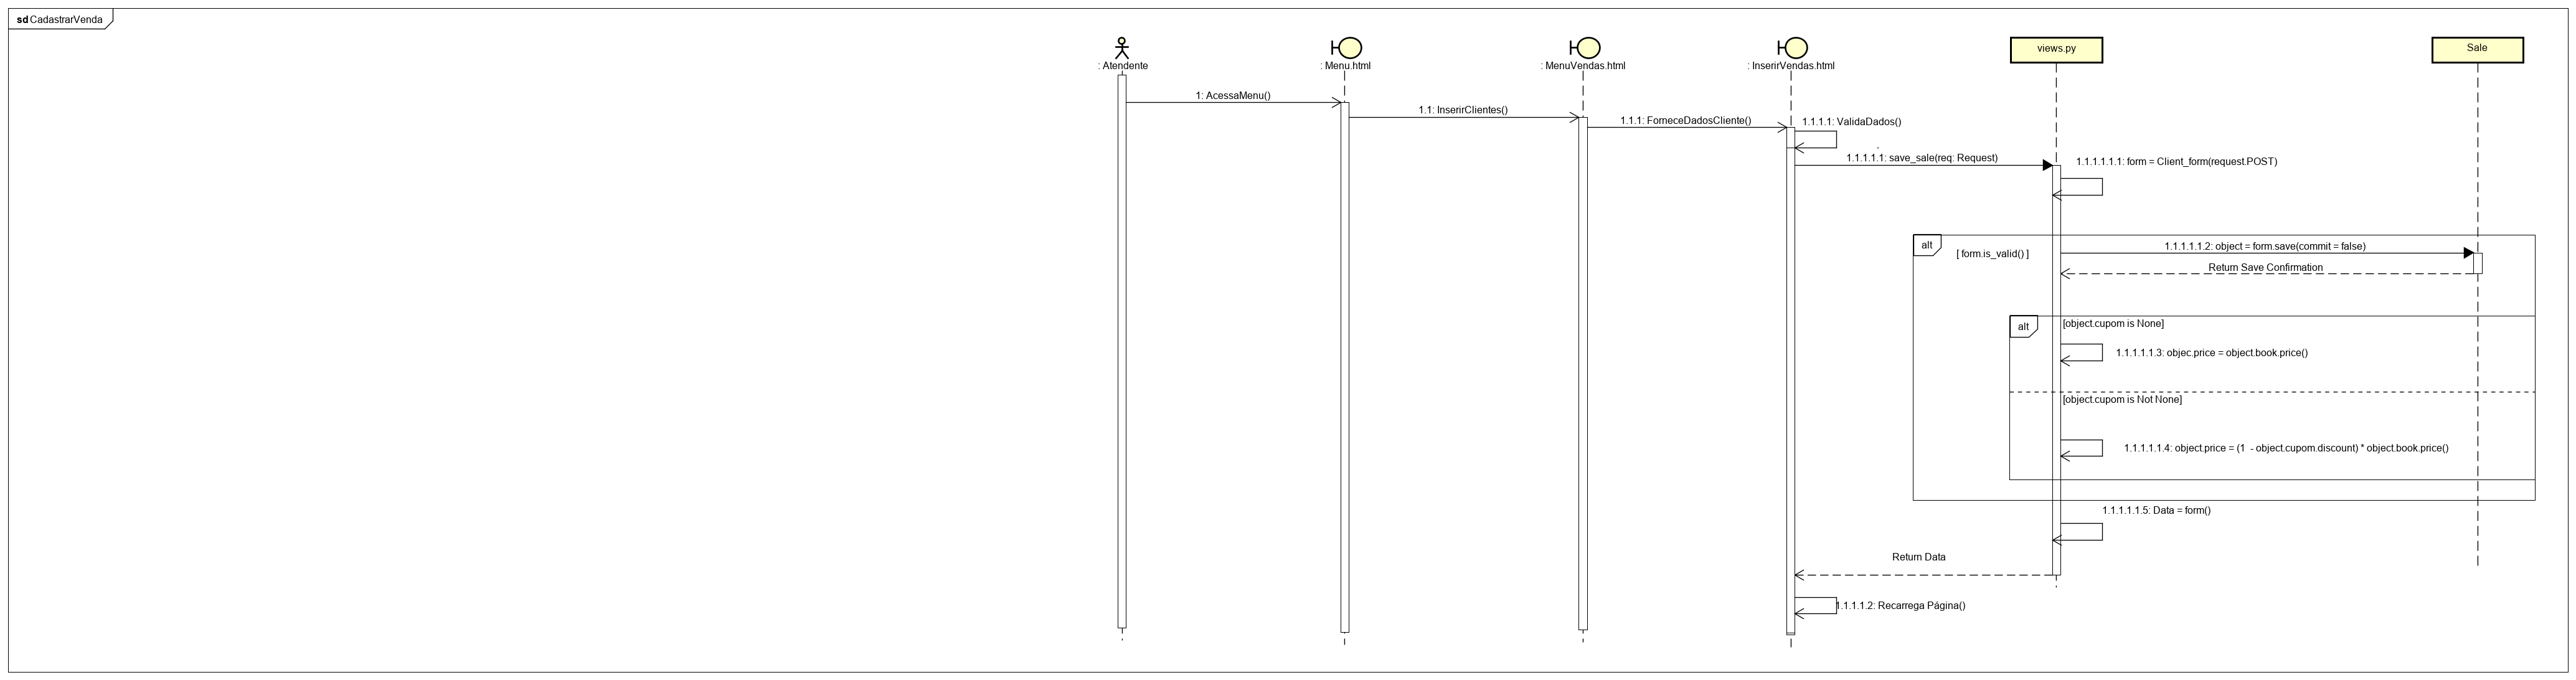 sd CadastrarVenda
: Atendente
: Menu.html
: MenuVendas.html
: InserirVendas.html
views.py
Sale
1: AcessaMenu()
1.1: InserirClientes()
1.1.1: ForneceDadosCliente()
1.1.1.1: ValidaDados()
1.1.1.1.1: save_sale(req: Request)
1.1.1.1.1.1: form = Client_form(request.POST)
alt
[ form.is_valid() ]
1.1.1.1.1.2: object = form.save(commit = false)
Return Save Confirmation
alt
[object.cupom is None]
1.1.1.1.1.3: objec.price = object.book.price()
[object.cupom is Not None]
1.1.1.1.1.4: object.price = (1  - object.cupom.discount) * object.book.price()
1.1.1.1.1.5: Data = form()
Return Data
1.1.1.1.2: Recarrega Página()